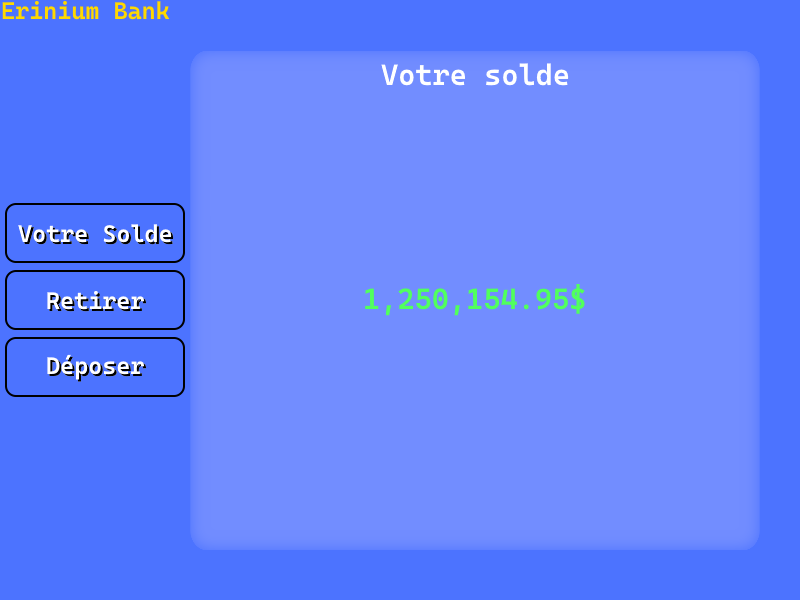 Erinium Bank
Votre solde
Votre Solde
Retirer
Déposer
1,250,154.95$